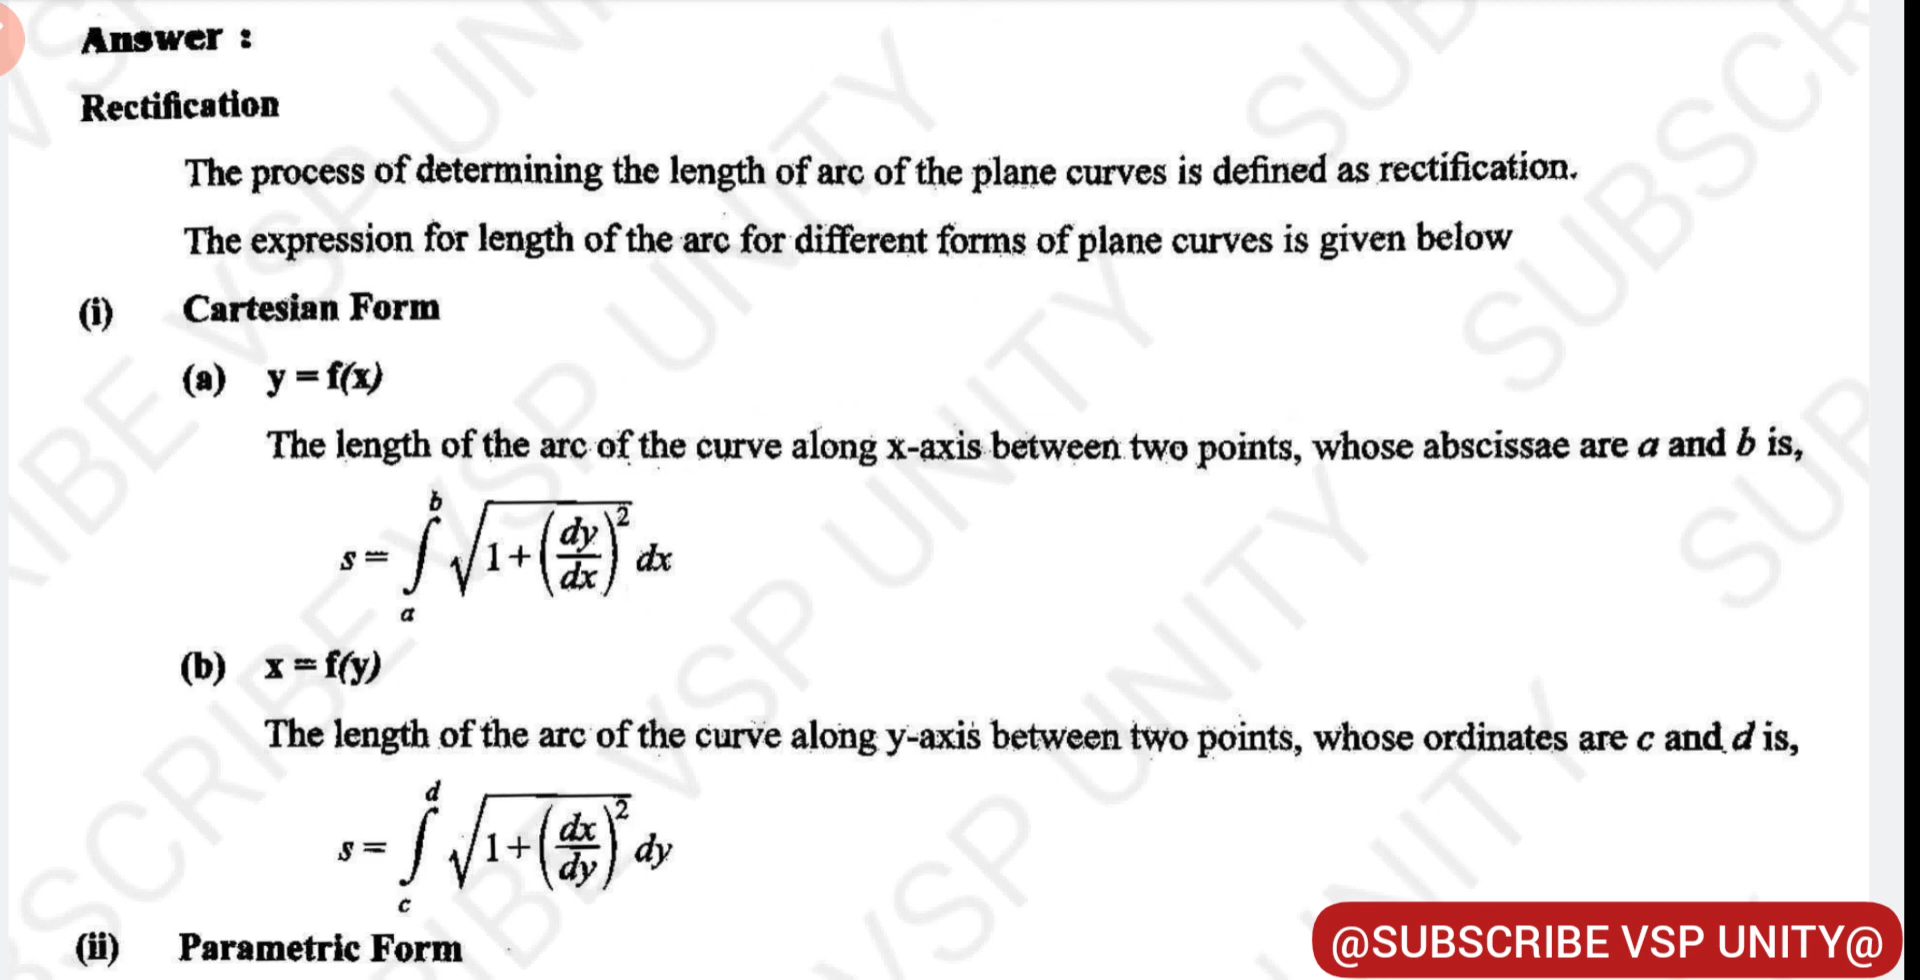 Answer :
Rectification
The process of determining the length of arc of the plane curves is defined as rectification.
The expression for length of the arc for different forms of plane curves is given below
(i) Cartesian Form
(a) y = f(x)
The length of the arc of the curve along x-axis between two points, whose abscissae are a and b is,
s = ∫_a^b √(1+(dy/dx)²) dx
(b) x = f(y)
The length of the arc of the curve along y-axis between two points, whose ordinates are c and d is,
s = ∫_c^d √(1+(dx/dy)²) dy
(ii) Parametric Form
@SUBSCRIBE VSP UNITY@